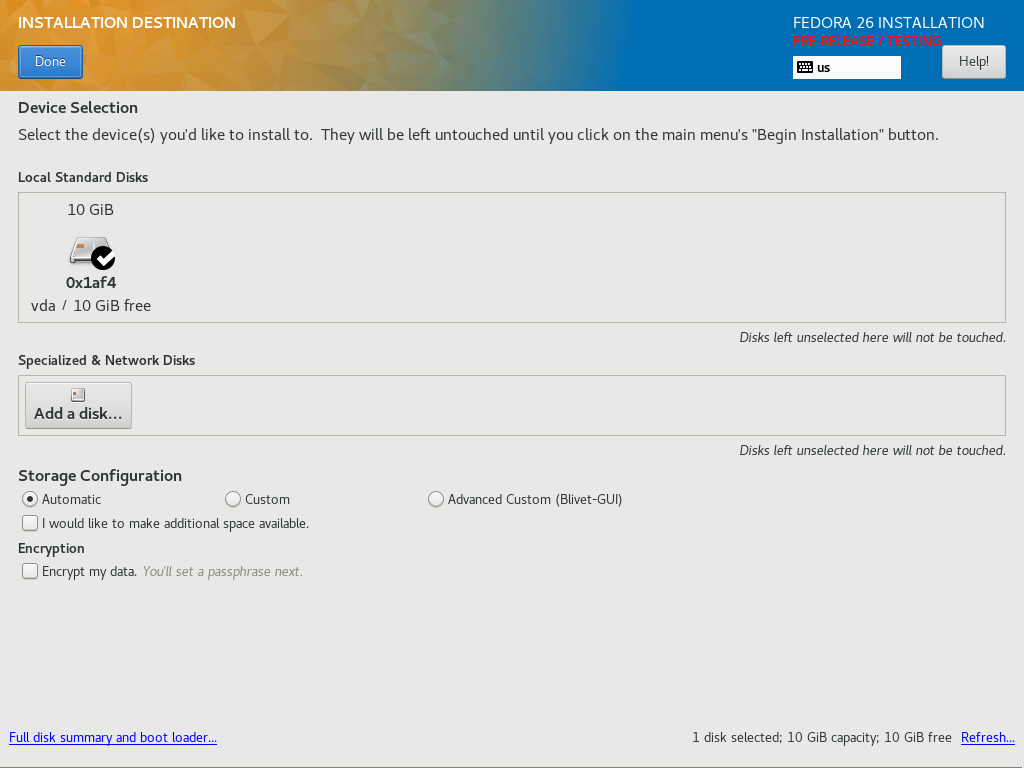 INSTALLATION DESTINATION
FEDORA 26 INSTALLATION
PRE-RELEASE / TESTING
Done
us
Help!
Device Selection
Select the device(s) you'd like to install to.  They will be left untouched until you click on the main menu's "Begin Installation" button.
Local Standard Disks
10 GiB
0x1af4
vda / 10 GiB free
Disks left unselected here will not be touched.
Specialized & Network Disks
Add a disk...
Disks left unselected here will not be touched.
Storage Configuration
Automatic Custom Advanced Custom (Blivet-GUI)
I would like to make additional space available.
Encryption
Encrypt my data. You'll set a passphrase next.
Full disk summary and boot loader... 1 disk selected; 10 GiB capacity; 10 GiB free Refresh...